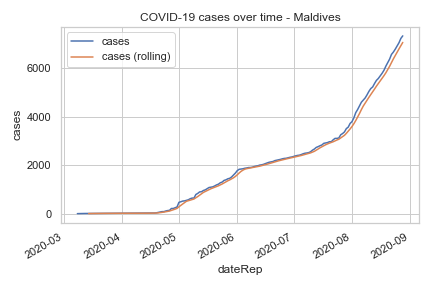 COVID-19 cases over time - Maldives
cases
cases (rolling)
6000
4000
2000
0
cases
2020-03
2020-04
2020-05
2020-06
2020-07
2020-08
2020-09
dateRep